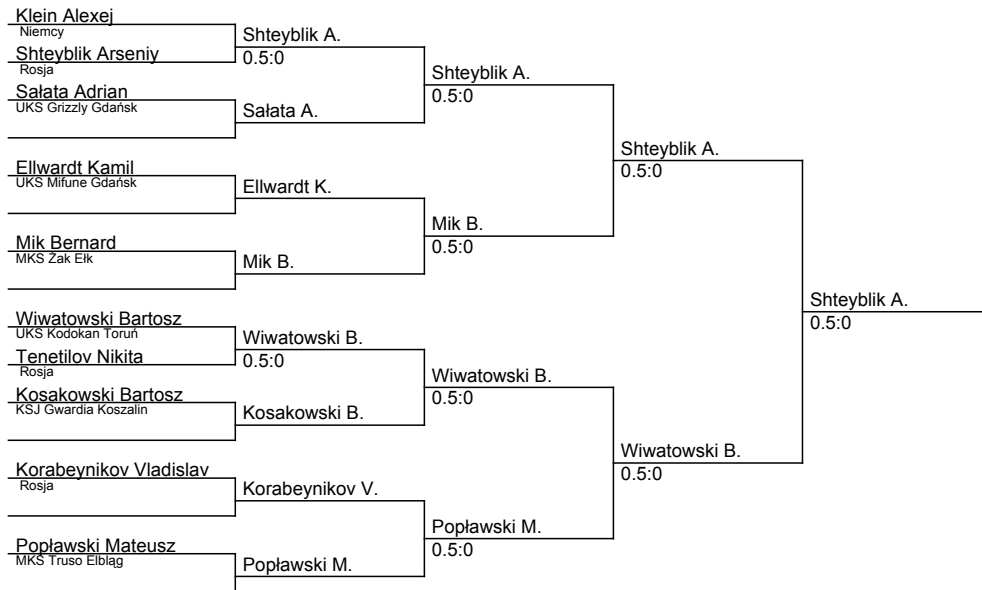 Klein Alexej
Niemcy
Shteyblik Arseniy
Rosja
Sałata Adrian
UKS Grizzly Gdańsk
Ellwardt Kamil
UKS Mifune Gdańsk
Mik Bernard
MKS Żak Ełk
Wiwatowski Bartosz
UKS Kodokan Toruń
Tenetilov Nikita
Rosja
Kosakowski Bartosz
KSJ Gwardia Koszalin
Korabeynikov Vladislav
Rosja
Popławski Mateusz
MKS Truso Elbląg
Shteyblik A.
0.5:0
Sałata A.
Ellwardt K.
Mik B.
Wiwatowski B.
0.5:0
Kosakowski B.
Korabeynikov V.
Popławski M.
Shteyblik A.
0.5:0
Mik B.
0.5:0
Wiwatowski B.
0.5:0
Popławski M.
0.5:0
Shteyblik A.
0.5:0
Wiwatowski B.
0.5:0
Shteyblik A.
0.5:0